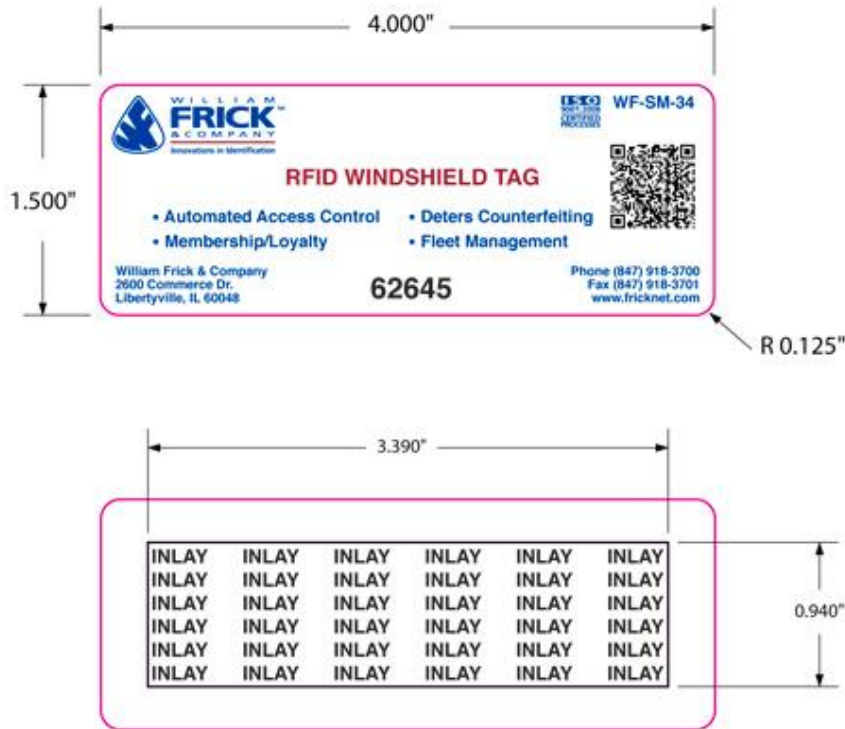 4.000"
1.500"
WILLIAM
FRICK™
& COMPANY
Innovations in Identification
ISO
9001:2008
CERTIFIED
PROCESSES
WF-SM-34
RFID WINDSHIELD TAG
• Automated Access Control • Deters Counterfeiting
• Membership/Loyalty • Fleet Management
William Frick & Company
2600 Commerce Dr.
Libertyville, IL 60048
62645
Phone (847) 918-3700
Fax (847) 918-3701
www.fricknet.com
R 0.125"
3.390"
INLAY INLAY INLAY INLAY INLAY INLAY
INLAY INLAY INLAY INLAY INLAY INLAY
INLAY INLAY INLAY INLAY INLAY INLAY
INLAY INLAY INLAY INLAY INLAY INLAY
INLAY INLAY INLAY INLAY INLAY INLAY
INLAY INLAY INLAY INLAY INLAY INLAY
0.940"